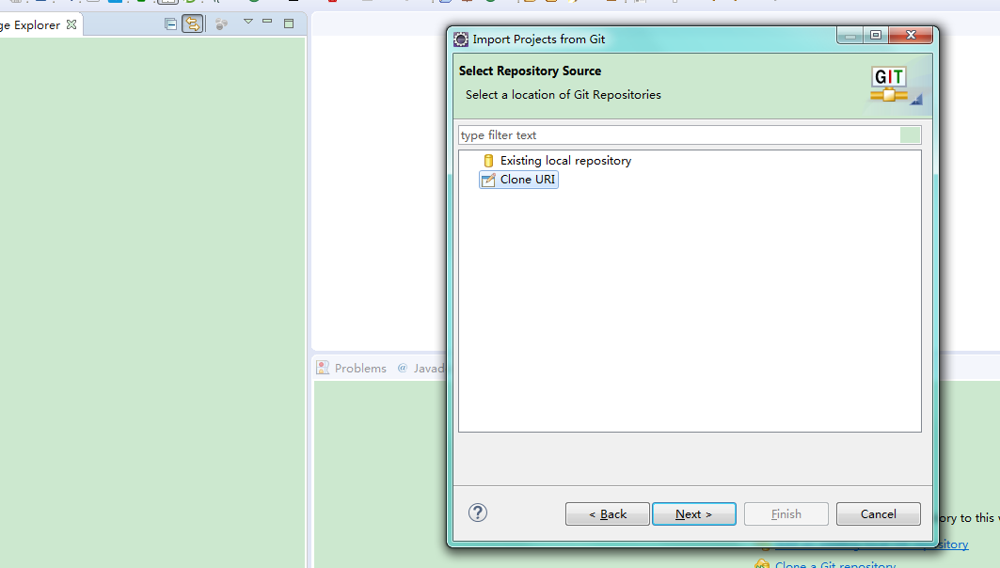 ge Explorer
Import Projects from Git
Select Repository Source
Select a location of Git Repositories
GIT
type filter text
Existing local repository
Clone URI
Problems
@ Javad
? < Back Next > Finish Cancel
ory to this
sitory
Clone a Git repository